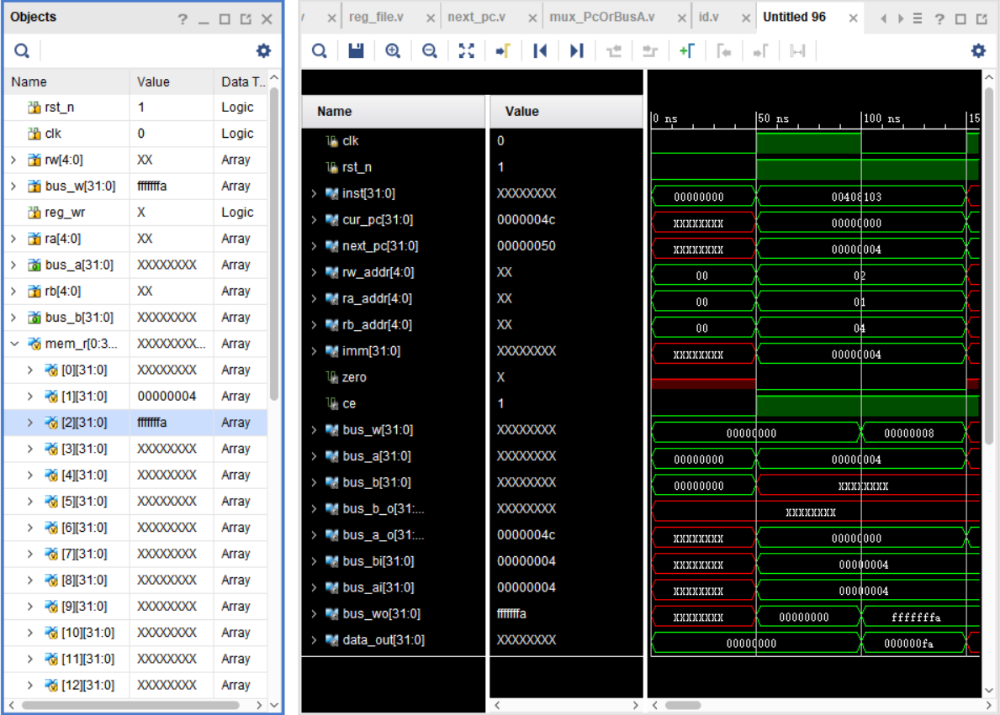 Objects
Name Value Data T..
rst_n 1 Logic
clk 0 Logic
rw[4:0] XX Array
bus_w[31:0] fffffffa Array
reg_wr X Logic
ra[4:0] XX Array
bus_a[31:0] XXXXXXXX Array
rb[4:0] XX Array
bus_b[31:0] XXXXXXXX Array
mem_r[0:3... XXXXXXXX... Array
[0][31:0] XXXXXXXX Array
[1][31:0] 00000004 Array
[2][31:0] fffffffa Array
[3][31:0] XXXXXXXX Array
[4][31:0] XXXXXXXX Array
[5][31:0] XXXXXXXX Array
[6][31:0] XXXXXXXX Array
[7][31:0] XXXXXXXX Array
[8][31:0] XXXXXXXX Array
[9][31:0] XXXXXXXX Array
[10][31:0] XXXXXXXX Array
[11][31:0] XXXXXXXX Array
[12][31:0] XXXXXXXX Array
reg_file.v next_pc.v mux_PcOrBusA.v id.v Untitled 96
Name Value
0 ns 50 ns 100 ns 15
clk 0
rst_n 1
inst[31:0] XXXXXXXX 00000000 00408103
cur_pc[31:0] 0000004c XXXXXXXX 00000000
next_pc[31:0] 00000050 XXXXXXXX 00000004
rw_addr[4:0] XX 00 02
ra_addr[4:0] XX 00 01
rb_addr[4:0] XX 00 04
imm[31:0] XXXXXXXX XXXXXXXX 00000004
zero X
ce 1
bus_w[31:0] XXXXXXXX 00000000 00000008
bus_a[31:0] XXXXXXXX 00000000 00000004
bus_b[31:0] XXXXXXXX 00000000 XXXXXXXX
bus_b_o[31:... XXXXXXXX XXXXXXXX
bus_a_o[31:... 0000004c XXXXXXXX 00000000
bus_bi[31:0] 00000004 XXXXXXXX 00000004
bus_ai[31:0] 00000004 XXXXXXXX 00000004
bus_wo[31:0] fffffffa XXXXXXXX 00000000 fffffffa
data_out[31:0] XXXXXXXX 00000000 000000fa